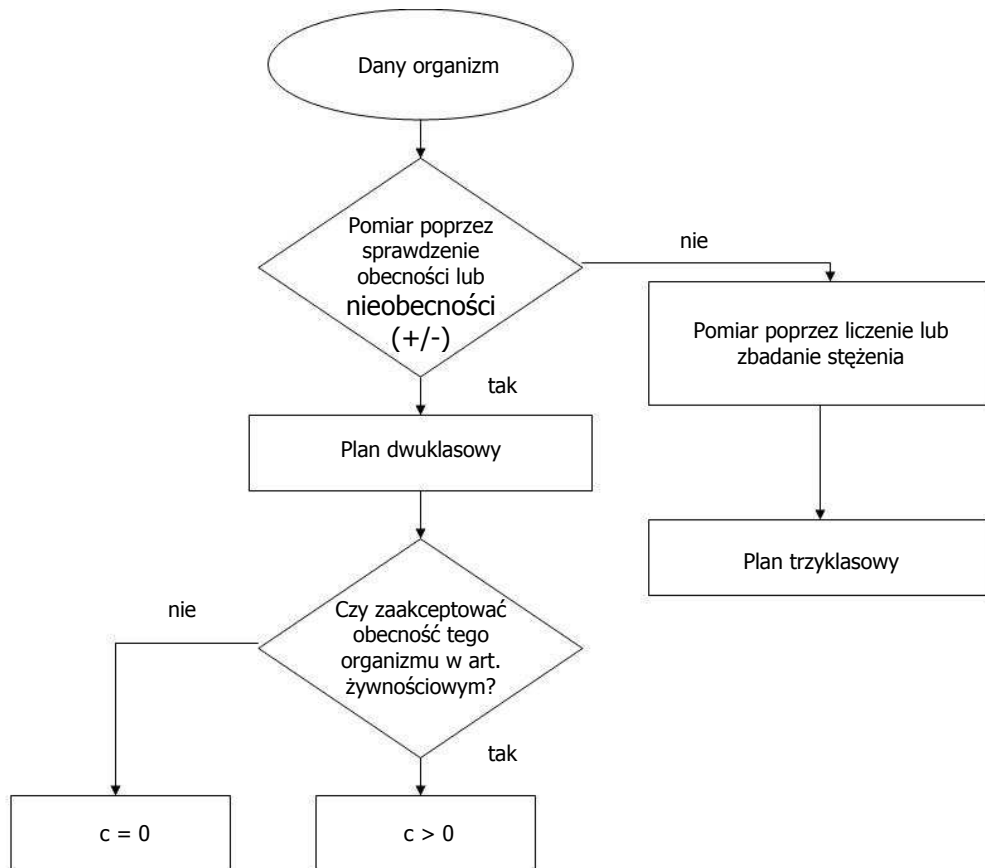 Dany organizm
Pomiar poprzez
sprawdzenie
obecności lub
nieobecności
(+/-)
nie
Pomiar poprzez liczenie lub
zbadanie stężenia
tak
Plan dwuklasowy
Plan trzyklasowy
Czy zaakceptować
obecność tego
organizmu w art.
żywnościowym?
nie
tak
c = 0
c > 0